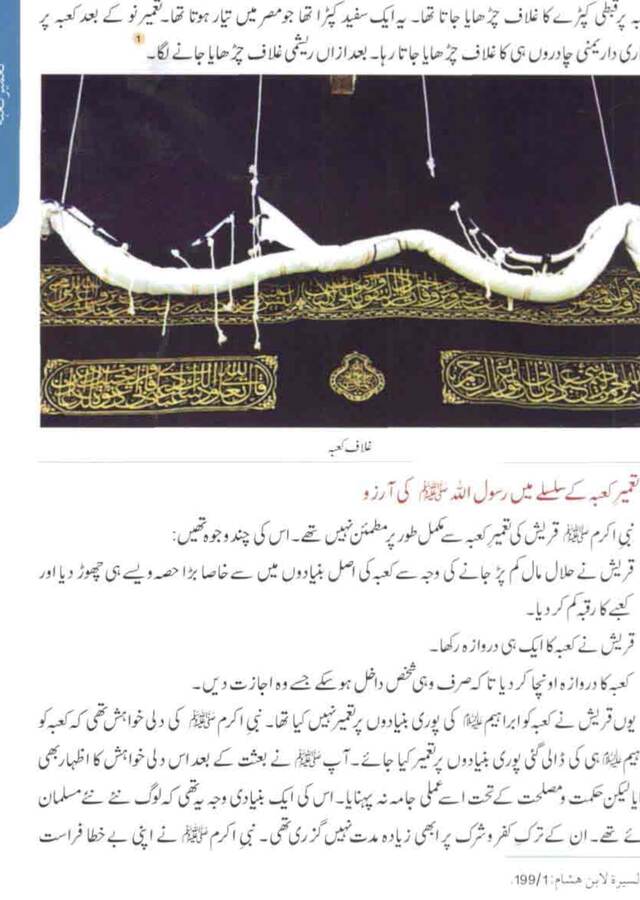 پر قبطی کپڑے کا غلاف چڑھایا جاتا تھا۔ یہ ایک سفید کپڑا تھا جو مصر میں تیار ہوتا تھا۔ تعمیرِ نو کے بعد کعبہ پر
دار یمنی چادروں ہی کا غلاف چڑھایا جاتا رہا۔ بعد ازاں ریشمی غلاف چڑھایا جانے لگا۔ 1
غلاف کعبہ
تعمیر کعبہ کے سلسلے میں رسول اللہ ﷺ کی آرزو
نبی اکرم ﷺ قریش کی تعمیرِ کعبہ سے مکمل طور پر مطمئن نہیں تھے۔ اس کی چند وجوہ تھیں:
قریش نے حلال مال کم پڑ جانے کی وجہ سے کعبہ کی اصل بنیادوں میں سے خاصا بڑا حصہ ویسے ہی چھوڑ دیا اور
کعبے کا رقبہ کم کر دیا۔
قریش نے کعبہ کا ایک ہی دروازہ رکھا۔
کعبہ کا دروازہ اونچا کر دیا تاکہ صرف وہی شخص داخل ہو سکے جسے وہ اجازت دیں۔
یوں قریش نے کعبہ کو ابراہیم علیہ السلام کی پوری بنیادوں پر تعمیر نہیں کیا تھا۔ نبی اکرم ﷺ کی دلی خواہش تھی کہ کعبہ کو
ہی کی ڈالی گئی پوری بنیادوں پر تعمیر کیا جائے۔ آپ ﷺ نے بعثت کے بعد اس دلی خواہش کا اظہار بھی
لیکن حکمت و مصلحت کے تحت اسے عملی جامہ نہ پہنایا۔ اس کی ایک بنیادی وجہ یہ تھی کہ لوگ نئے نئے مسلمان
تھے۔ ان کے ترکِ کفر و شرک پر ابھی زیادہ مدت نہیں گزری تھی۔ نبی اکرم ﷺ نے اپنی بے خطا فراست
السيرة لابن هشام: 199/1.